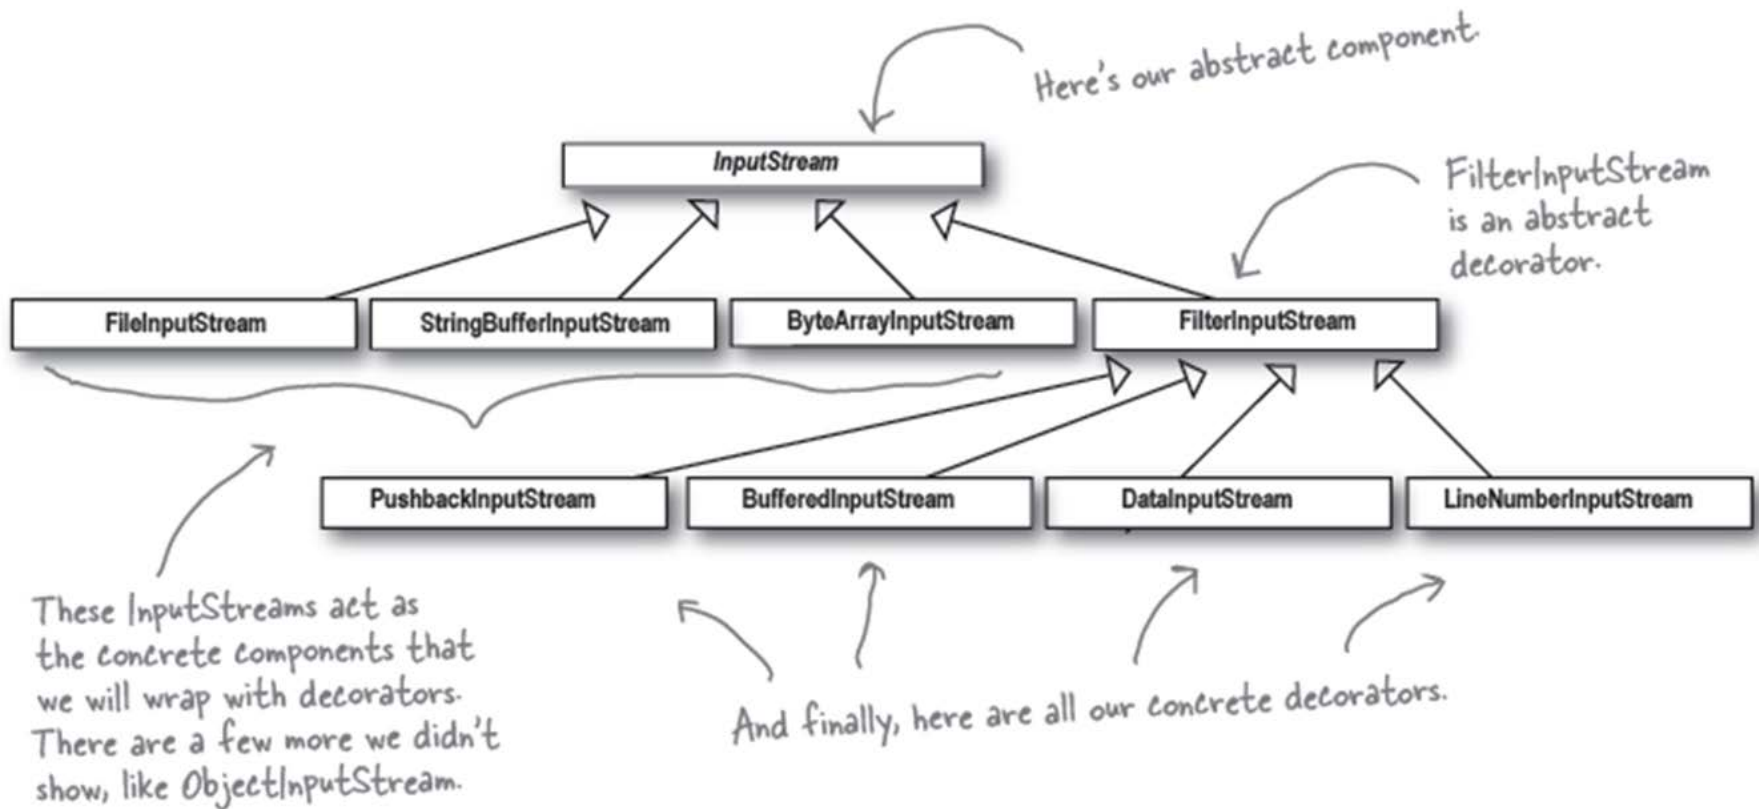 Here's our abstract component.
InputStream
FilterInputStream
is an abstract
decorator.
FileInputStream
StringBufferInputStream
ByteArrayInputStream
FilterInputStream
PushbackInputStream
BufferedInputStream
DataInputStream
LineNumberInputStream
These InputStreams act as
the concrete components that
we will wrap with decorators.
There are a few more we didn't
show, like ObjectInputStream.
And finally, here are all our concrete decorators.